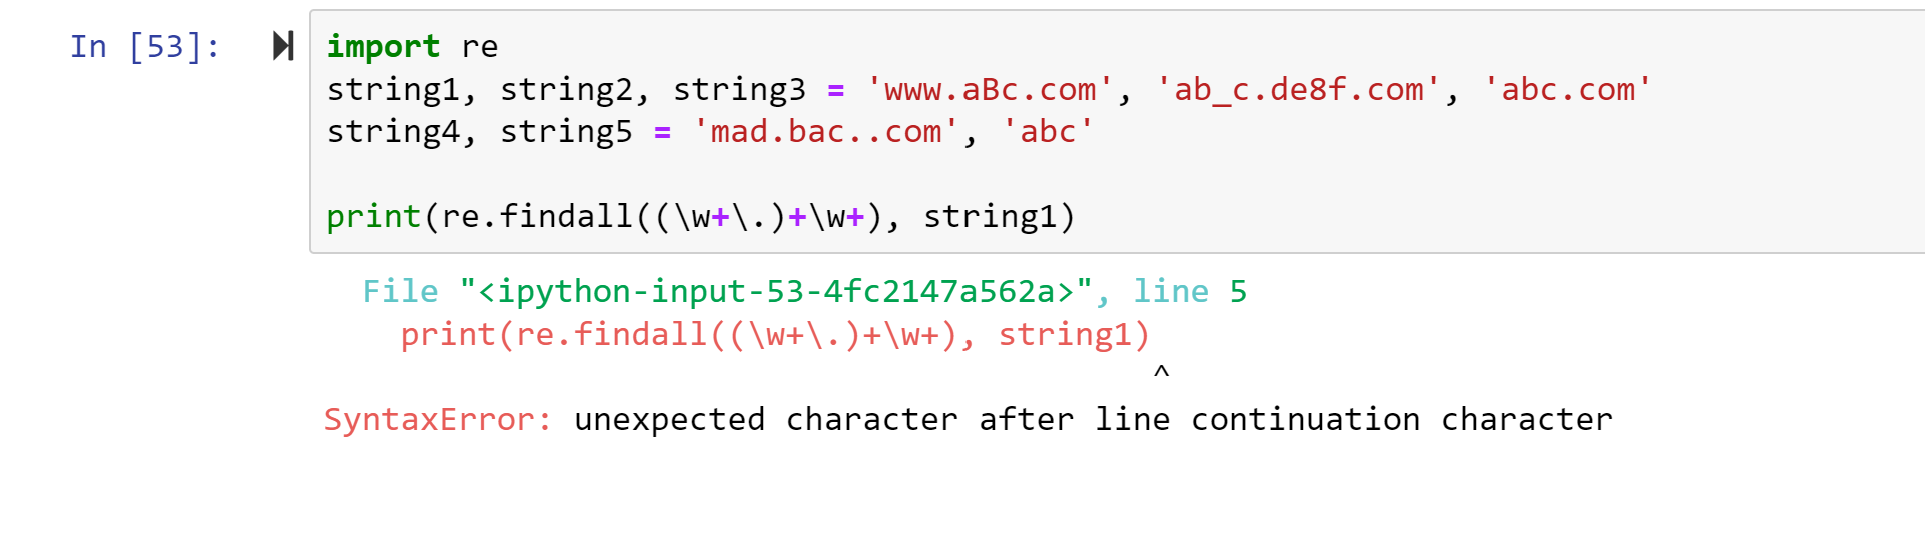 In [53]:
import re
string1, string2, string3 = 'www.aBc.com', 'ab_c.de8f.com', 'abc.com'
string4, string5 = 'mad.bac..com', 'abc'
print(re.findall((\w+\.)+\w+), string1)
File "<ipython-input-53-4fc2147a562a>", line 5
print(re.findall((\w+\.)+\w+), string1)
^
SyntaxError: unexpected character after line continuation character